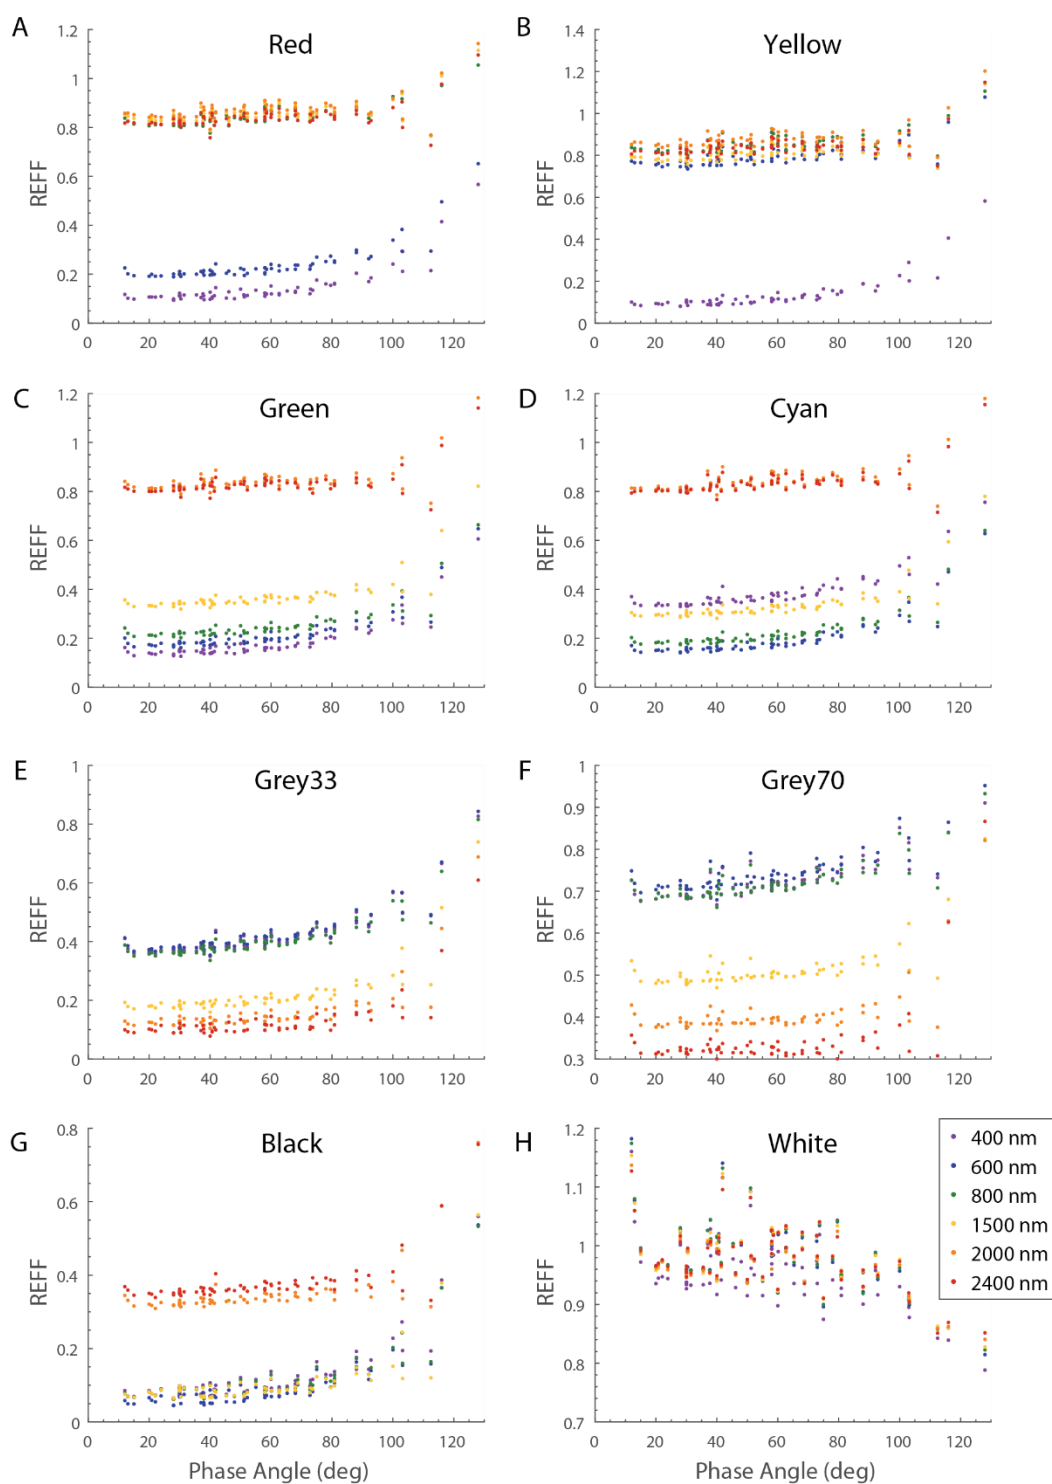 A
Red
REFF
1.2
1
0.8
0.6
0.4
0.2
0
0 20 40 60 80 100 120
B
Yellow
REFF
1.4
1.2
1
0.8
0.6
0.4
0.2
0
0 20 40 60 80 100 120
C
Green
REFF
1.2
1
0.8
0.6
0.4
0.2
0
0 20 40 60 80 100 120
D
Cyan
REFF
1.2
1
0.8
0.6
0.4
0.2
0
0 20 40 60 80 100 120
E
Grey33
REFF
1
0.8
0.6
0.4
0.2
0
0 20 40 60 80 100 120
F
Grey70
REFF
1
0.9
0.8
0.7
0.6
0.5
0.4
0.3
0 20 40 60 80 100 120
G
Black
REFF
0.8
0.6
0.4
0.2
0
0 20 40 60 80 100 120
Phase Angle (deg)
H
White
REFF
1.2
1.1
1
0.9
0.8
0.7
0 20 40 60 80 100 120
Phase Angle (deg)
400 nm
600 nm
800 nm
1500 nm
2000 nm
2400 nm